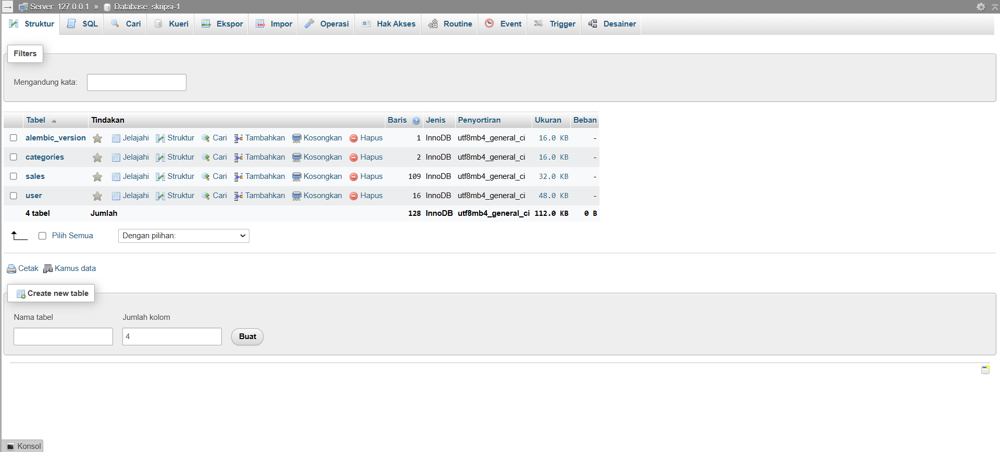 Server: 127.0.0.1 » Database: skripsi-1
Struktur SQL Cari Kueri Ekspor Impor Operasi Hak Akses Routine Event Trigger Desainer
Filters
Mengandung kata:
Tabel Tindakan Baris Jenis Penyortiran Ukuran Beban
alembic_version Jelajahi Struktur Cari Tambahkan Kosongkan Hapus 1 InnoDB utf8mb4_general_ci 16.0 KB -
categories Jelajahi Struktur Cari Tambahkan Kosongkan Hapus 2 InnoDB utf8mb4_general_ci 16.0 KB -
sales Jelajahi Struktur Cari Tambahkan Kosongkan Hapus 109 InnoDB utf8mb4_general_ci 32.0 KB -
user Jelajahi Struktur Cari Tambahkan Kosongkan Hapus 16 InnoDB utf8mb4_general_ci 48.0 KB -
4 tabel Jumlah 128 InnoDB utf8mb4_general_ci 112.0 KB 0 B
Pilih Semua Dengan pilihan:
Cetak Kamus data
Create new table
Nama tabel Jumlah kolom
4 Buat
Konsol